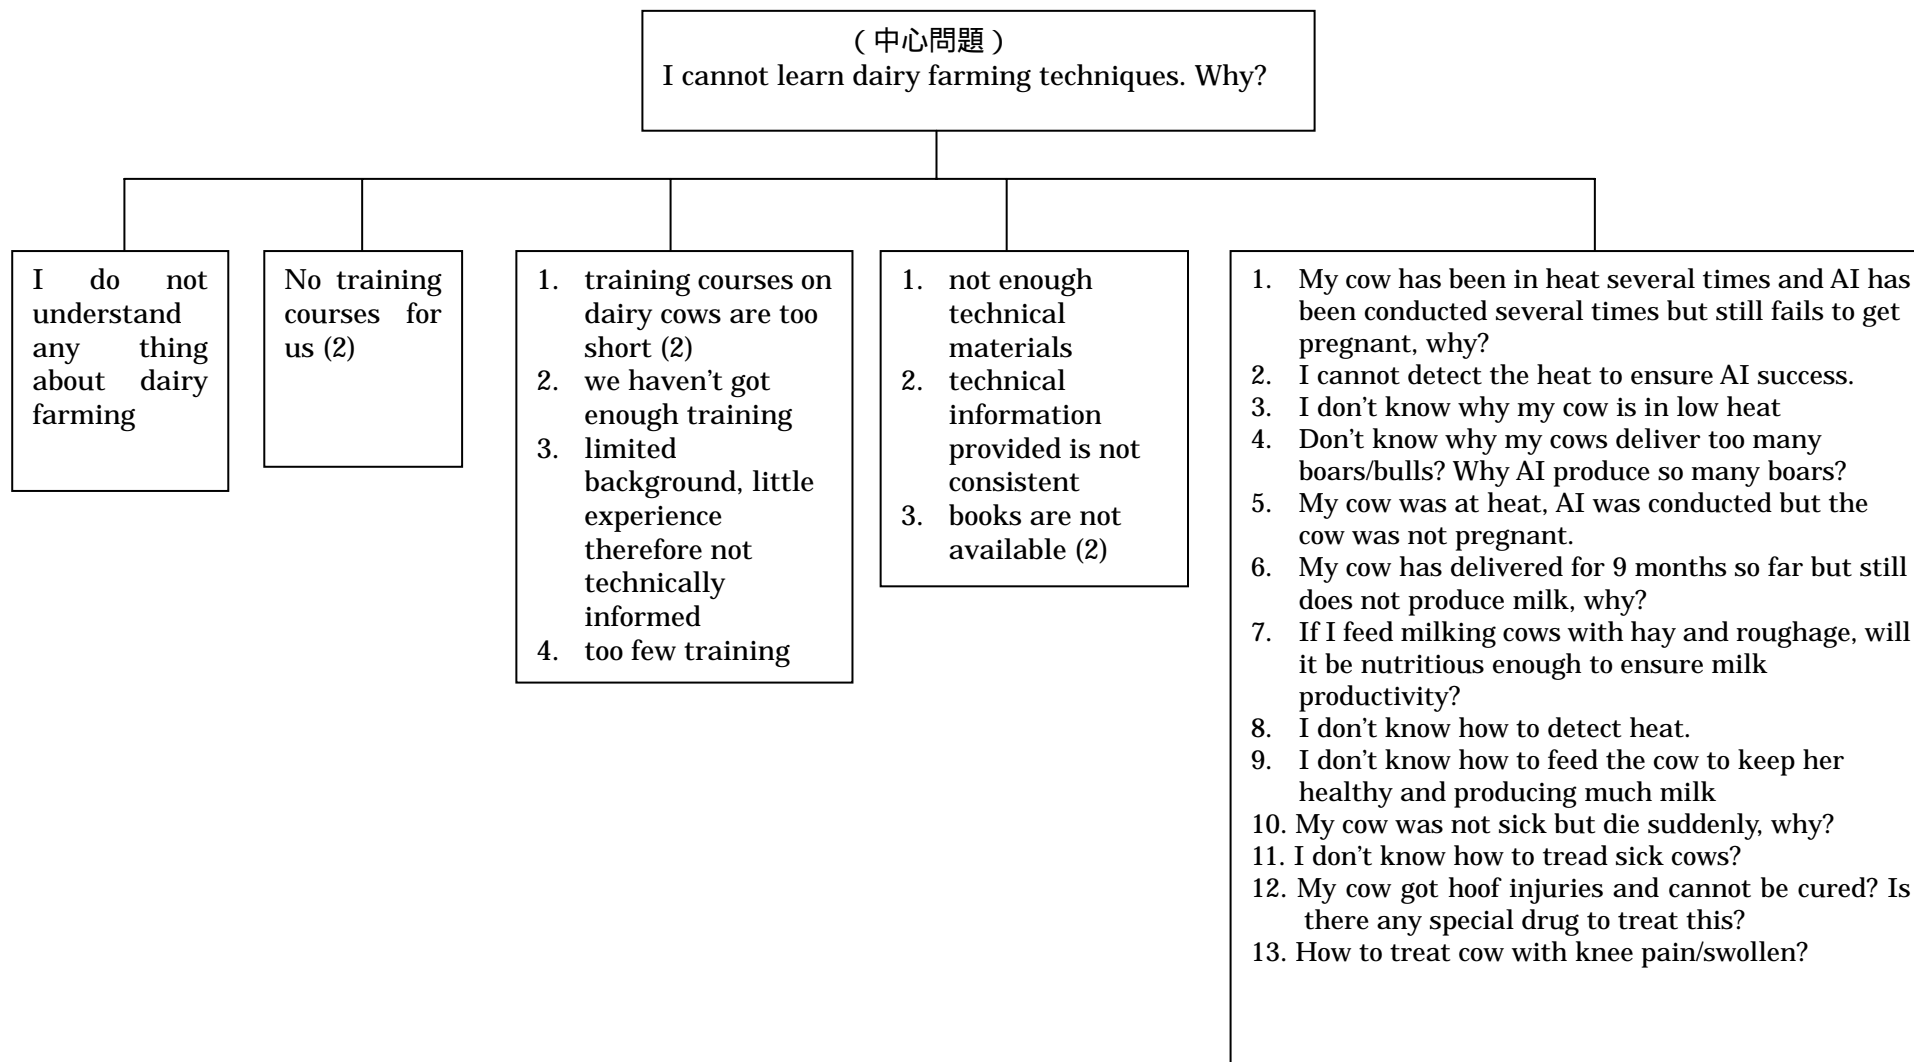 (中心問題)
I cannot learn dairy farming techniques. Why?
I do not
understand
any thing
about dairy
farming
No training
courses for
us (2)
1. training courses on
dairy cows are too
short (2)
2. we haven't got
enough training
3. limited
background, little
experience
therefore not
technically
informed
4. too few training
1. not enough
technical
materials
2. technical
information
provided is not
consistent
3. books are not
available (2)
1. My cow has been in heat several times and AI has
been conducted several times but still fails to get
pregnant, why?
2. I cannot detect the heat to ensure AI success.
3. I don't know why my cow is in low heat
4. Don't know why my cows deliver too many
boars/bulls? Why AI produce so many boars?
5. My cow was at heat, AI was conducted but the
cow was not pregnant.
6. My cow has delivered for 9 months so far but still
does not produce milk, why?
7. If I feed milking cows with hay and roughage, will
it be nutritious enough to ensure milk
productivity?
8. I don't know how to detect heat.
9. I don't know how to feed the cow to keep her
healthy and producing much milk
10. My cow was not sick but die suddenly, why?
11. I don't know how to tread sick cows?
12. My cow got hoof injuries and cannot be cured? Is
there any special drug to treat this?
13. How to treat cow with knee pain/swollen?